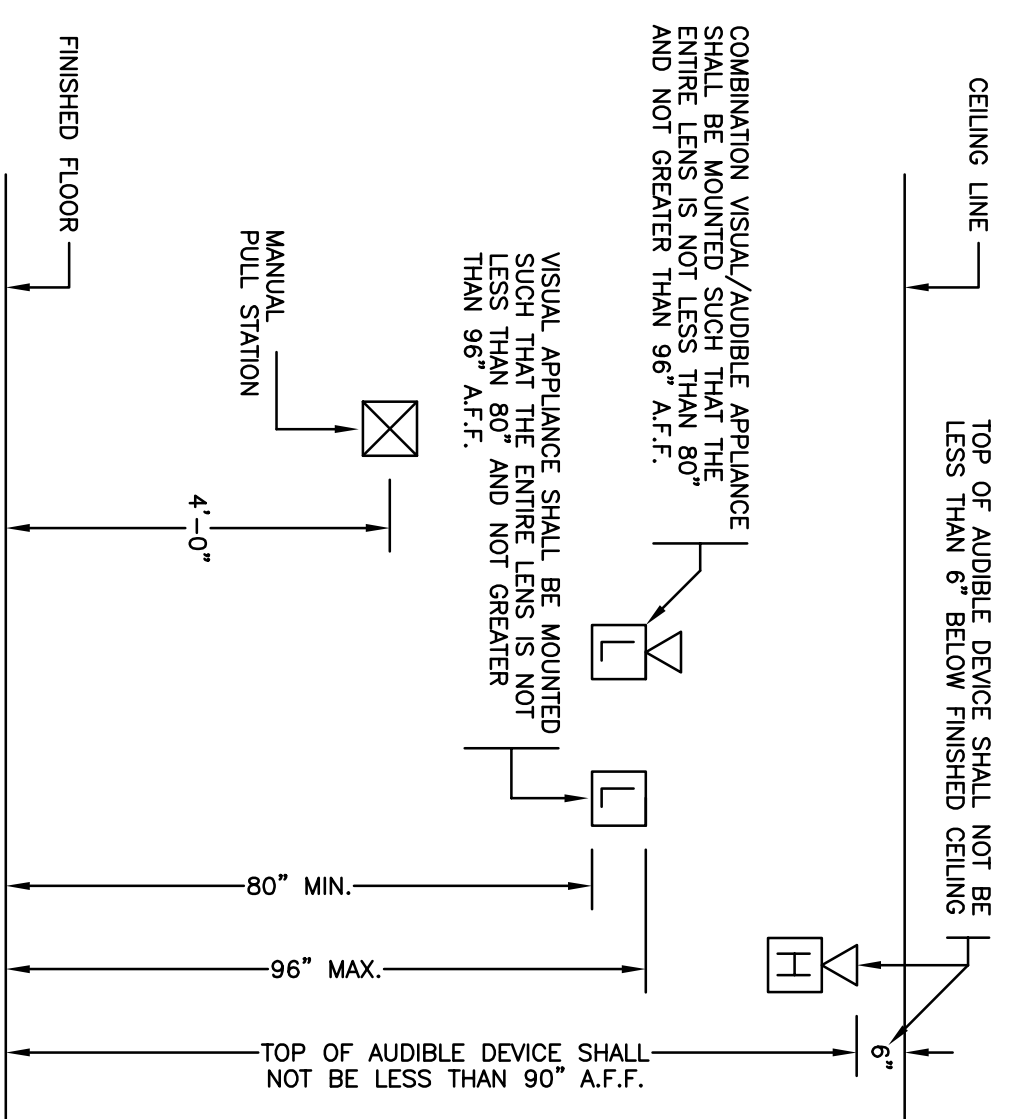 CEILING LINE
TOP OF AUDIBLE DEVICE SHALL NOT BE
LESS THAN 6" BELOW FINISHED CEILING
COMBINATION VISUAL/AUDIBLE APPLIANCE
SHALL BE MOUNTED SUCH THAT THE
ENTIRE LENS IS NOT LESS THAN 80"
AND NOT GREATER THAN 96" A.F.F.
VISUAL APPLIANCE SHALL BE MOUNTED
SUCH THAT THE ENTIRE LENS IS NOT
LESS THAN 80" AND NOT GREATER
THAN 96" A.F.F.
MANUAL
PULL STATION
FINISHED FLOOR
4'-0"
L
L
H
6"
80" MIN.
96" MAX.
TOP OF AUDIBLE DEVICE SHALL
NOT BE LESS THAN 90" A.F.F.